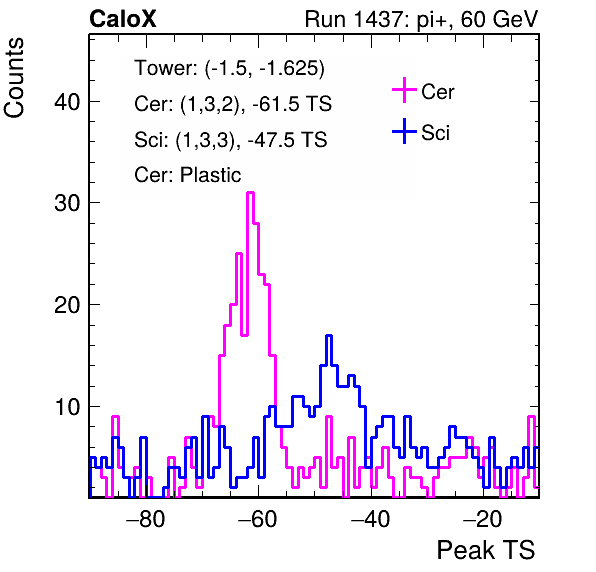 CaloX Run 1437: pi+, 60 GeV
Counts
Tower: (-1.5, -1.625)
Cer: (1,3,2), -61.5 TS
Sci: (1,3,3), -47.5 TS
Cer: Plastic
Cer
Sci
40
30
20
10
−80 −60 −40 −20
Peak TS